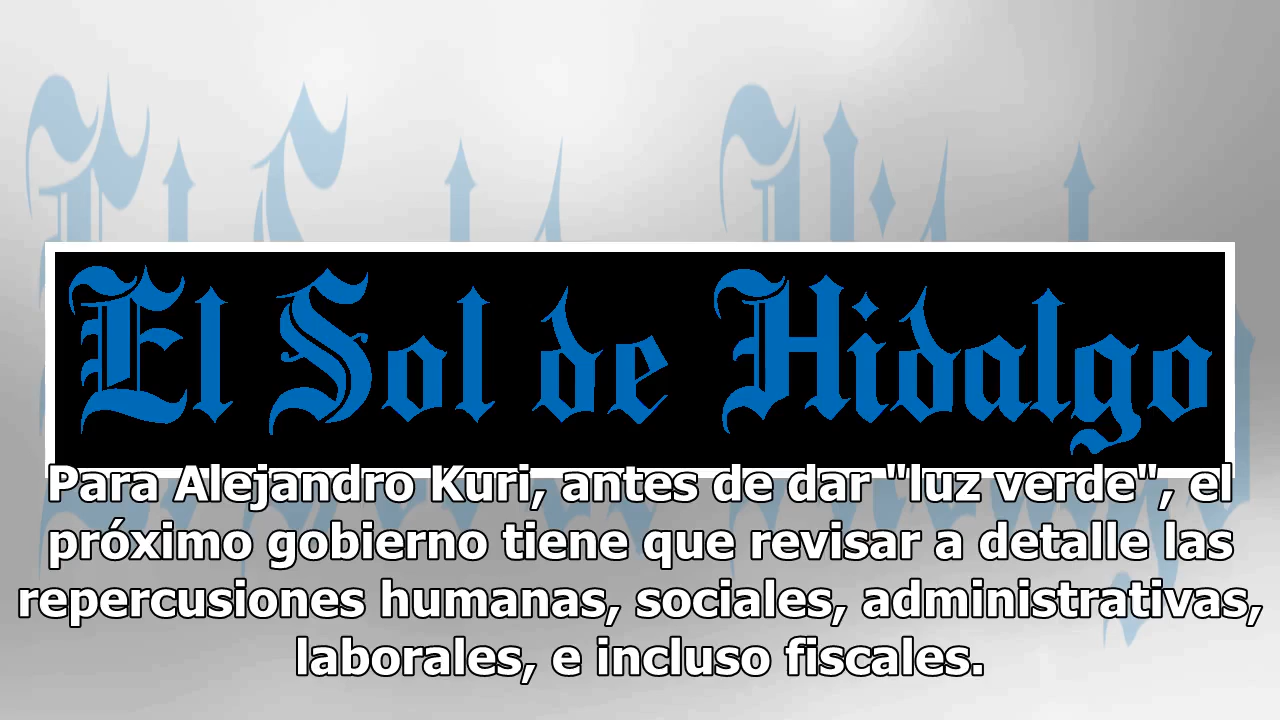 El Sol de Hidalgo
Para Alejandro Kuri, antes de dar "luz verde", el
próximo gobierno tiene que revisar a detalle las
repercusiones humanas, sociales, administrativas,
laborales, e incluso fiscales.